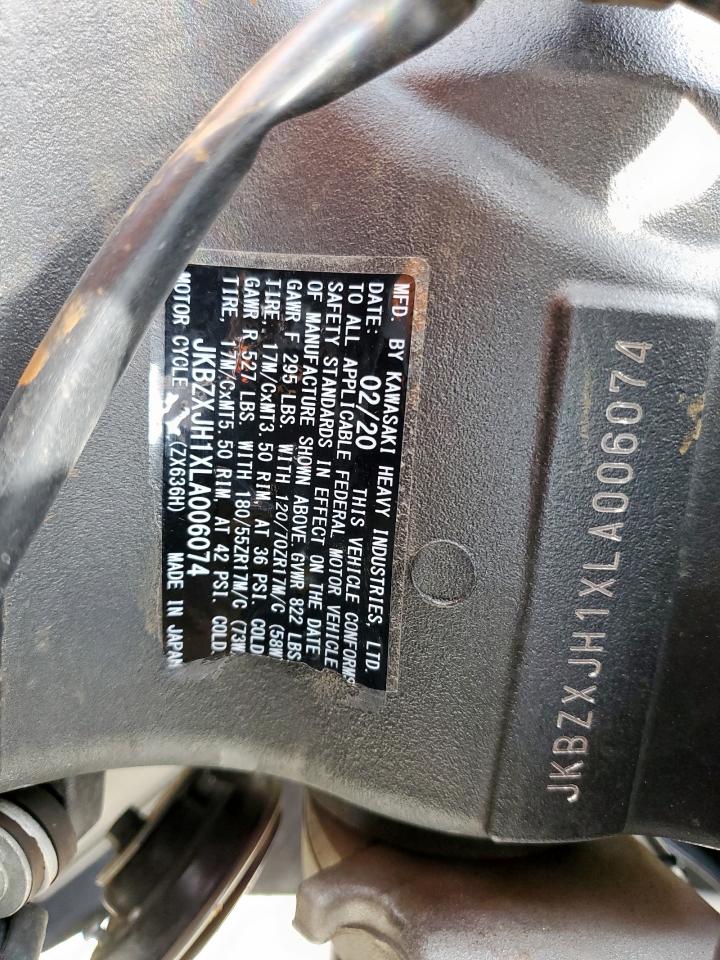 MFD. BY KAWASAKI HEAVY INDUSTRIES, LTD.
DATE: 02/20 THIS VEHICLE CONFORMS
TO ALL APPLICABLE FEDERAL MOTOR VEHICLE
SAFETY STANDARDS IN EFFECT ON THE DATE
OF MANUFACTURE SHOWN ABOVE. GVWR 822 LBS
GAWR F 295 LBS. WITH 120/70ZR17M/C (58W
TIRE, 17M/CxMT3.50 RIM, AT 36 PSI. COLD
GAWR R 527 LBS WITH 180/55ZR17M/C (73W
TIRE, 17M/CxMT5.50 RIM, AT 42 PSI. COLD.
JKBZXJH1XLA006074
MOTOR CYCLE (ZX636H) MADE IN JAPAN
JKBZXJH1XLA006074